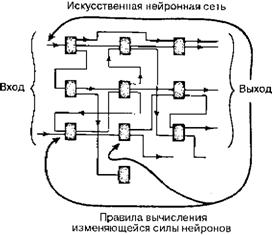 Искусственная нейронная сеть
Вход
Выход
Правила вычисления
изменяющейся силы нейронов